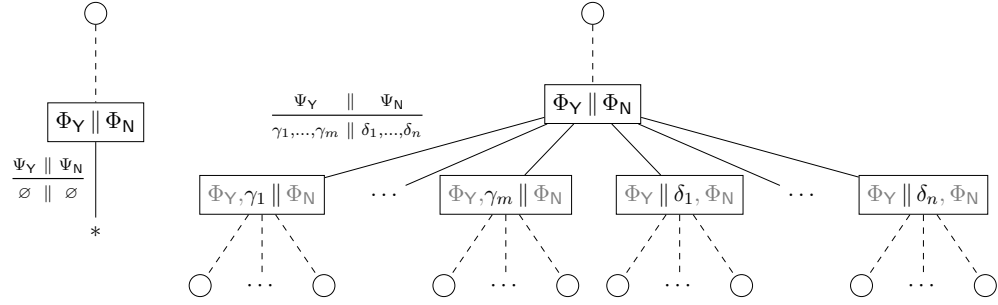 Φ_Y ∥ Φ_N
Ψ_Y ∥ Ψ_N
∅ ∥ ∅
*
Φ_Y ∥ Φ_N
Ψ_Y ∥ Ψ_N
γ_1,...,γ_m ∥ δ_1,...,δ_n
Φ_Y, γ_1 ∥ Φ_N ··· Φ_Y, γ_m ∥ Φ_N Φ_Y ∥ δ_1, Φ_N ··· Φ_Y ∥ δ_n, Φ_N
··· ··· ··· ···